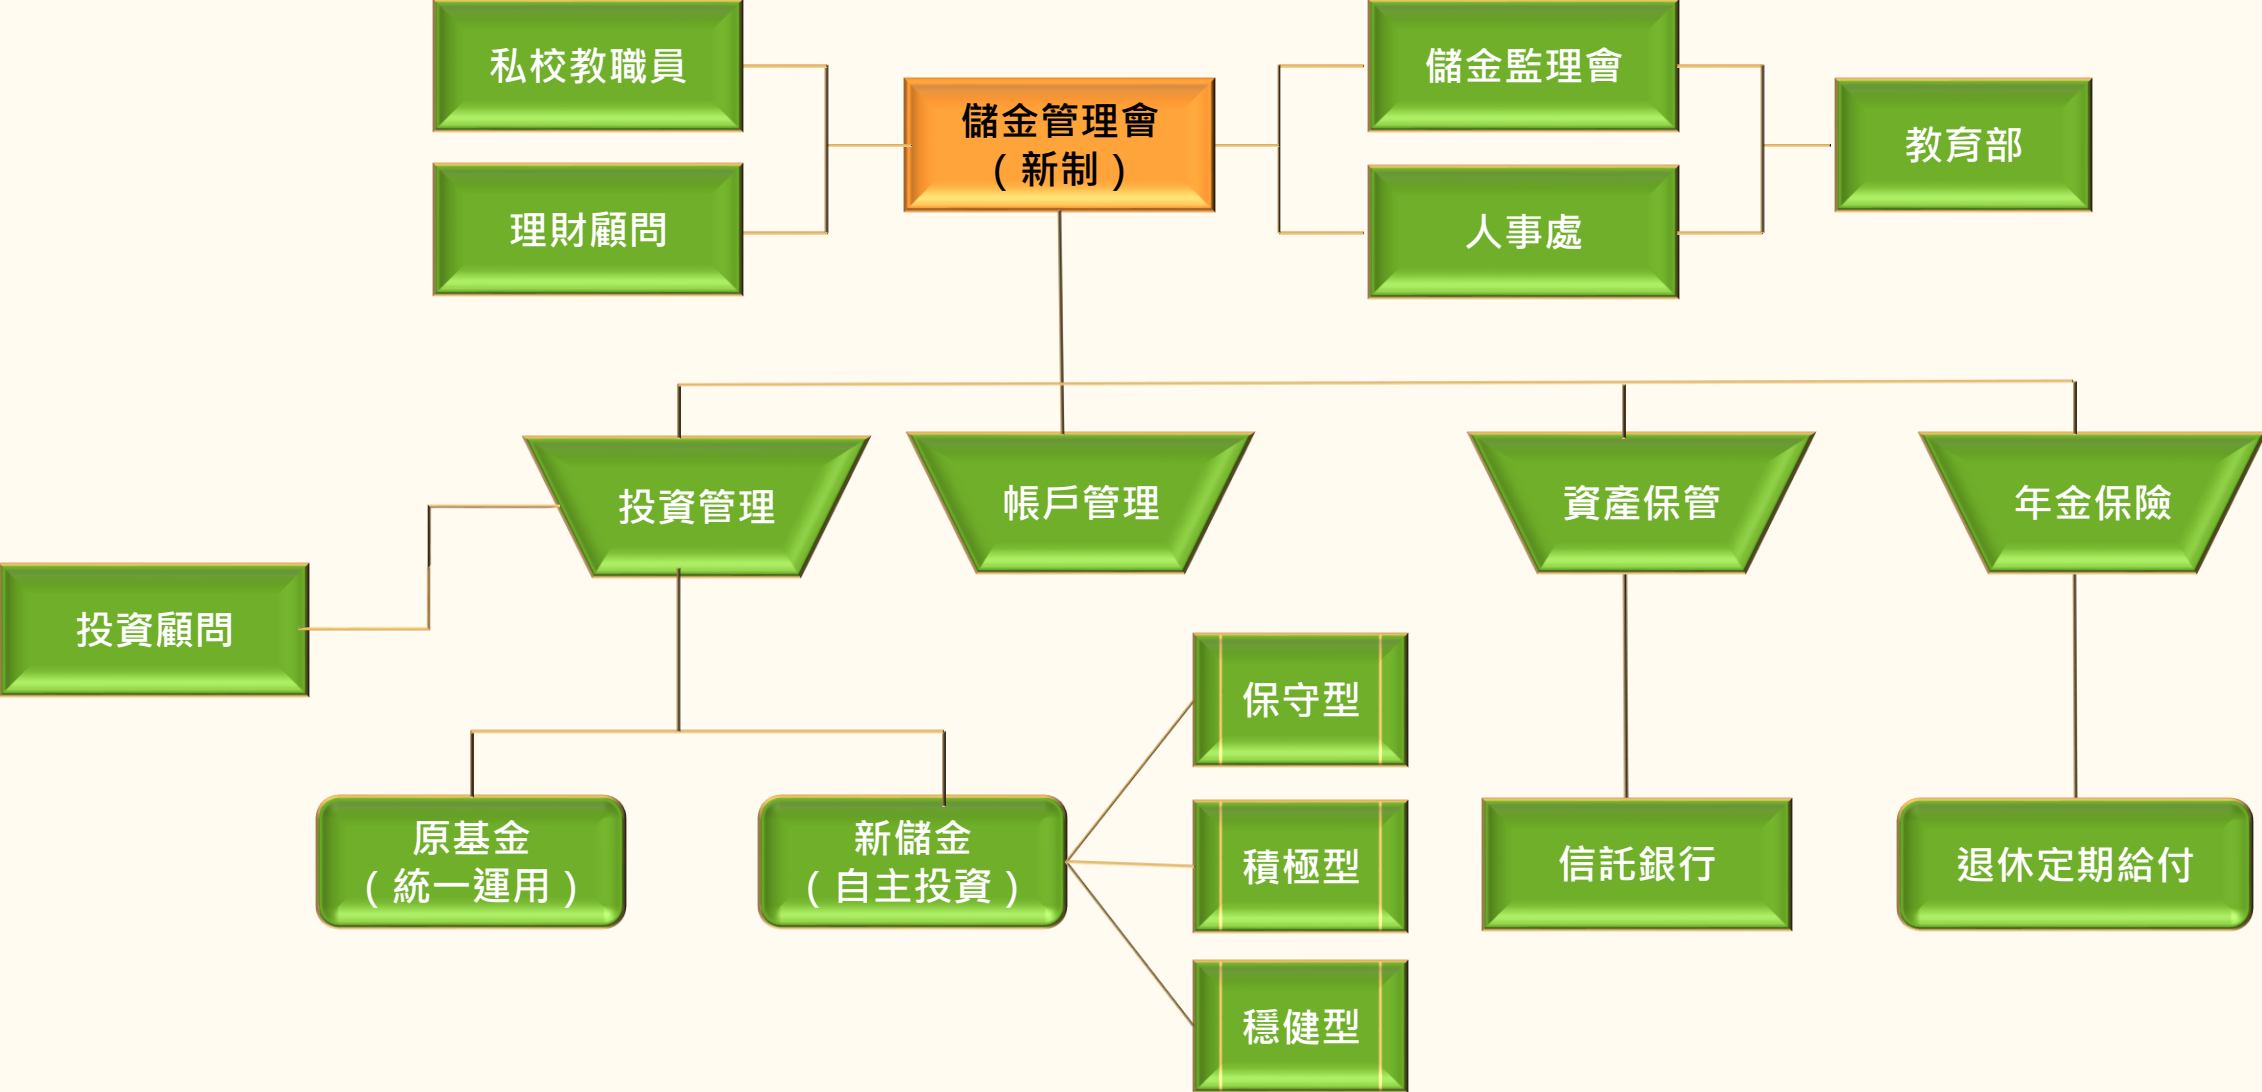 私校教職員
儲金監理會
儲金管理會
（新制）
教育部
理財顧問
人事處
投資管理
帳戶管理
資產保管
年金保險
投資顧問
保守型
原基金
（統一運用）
新儲金
（自主投資）
積極型
信託銀行
退休定期給付
穩健型